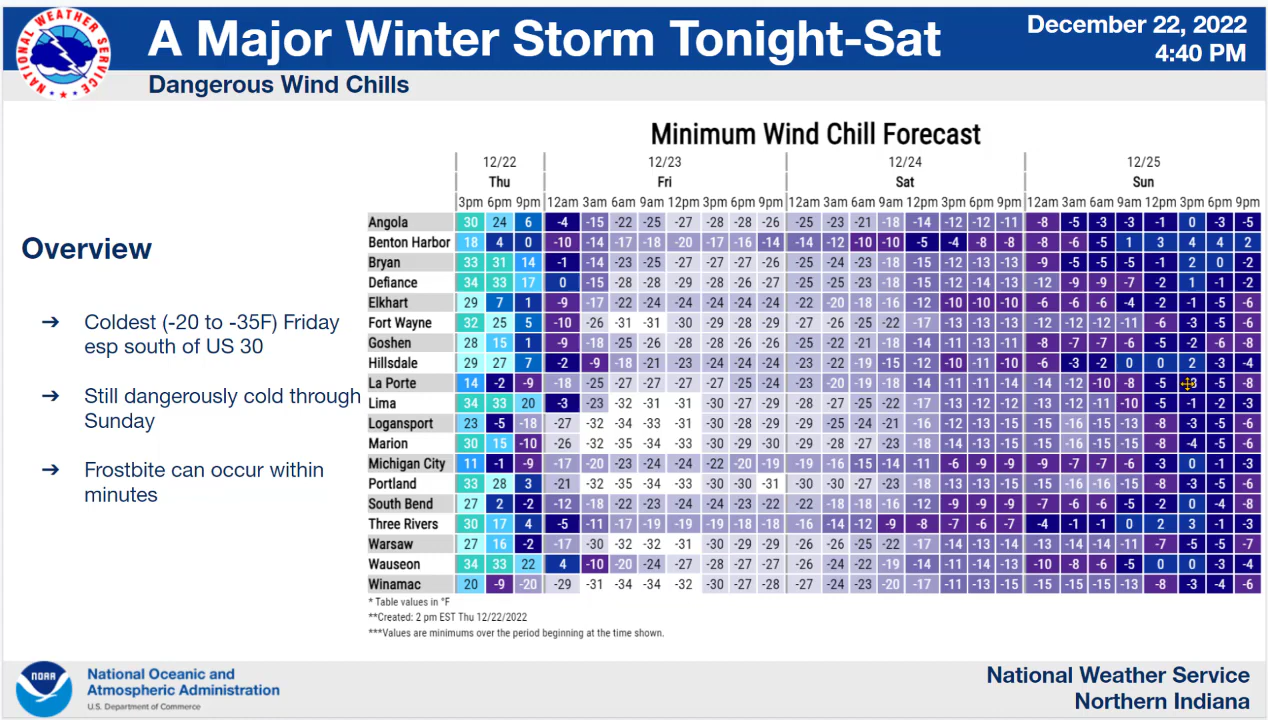 A Major Winter Storm Tonight-Sat
December 22, 2022
4:40 PM
NATIONAL WEATHER SERVICE
Dangerous Wind Chills
Overview
➔ Coldest (-20 to -35F) Friday
esp south of US 30
➔ Still dangerously cold through
Sunday
➔ Frostbite can occur within
minutes
Minimum Wind Chill Forecast
12/22 12/23 12/24 12/25
Thu Fri Sat Sun
3pm 6pm 9pm 12am 3am 6am 9am 12pm 3pm 6pm 9pm 12am 3am 6am 9am 12pm 3pm 6pm 9pm 12am 3am 6am 9am 12pm 3pm 6pm 9pm
Angola 30 24 6 -4 -15 -22 -25 -27 -28 -28 -26 -25 -23 -21 -18 -14 -12 -12 -11 -8 -5 -3 -3 -1 0 -3 -5
Benton Harbor 18 4 0 -10 -14 -17 -18 -20 -17 -16 -14 -14 -12 -10 -10 -5 -4 -8 -8 -8 -6 -5 1 3 4 4 2
Bryan 33 31 14 -1 -14 -23 -25 -27 -27 -27 -26 -25 -24 -23 -18 -15 -12 -13 -13 -9 -5 -5 -5 -1 2 0 -2
Defiance 34 33 17 0 -15 -28 -28 -29 -28 -27 -26 -25 -25 -23 -18 -15 -12 -14 -13 -12 -9 -9 -7 -2 1 -1 -2
Elkhart 29 7 1 -9 -17 -22 -24 -24 -24 -24 -24 -22 -20 -18 -16 -12 -10 -10 -10 -6 -6 -6 -4 -2 -1 -5 -6
Fort Wayne 32 25 5 -10 -26 -31 -31 -30 -29 -28 -29 -27 -26 -25 -22 -17 -13 -13 -13 -12 -12 -12 -11 -6 -3 -5 -6
Goshen 28 15 1 -9 -18 -25 -26 -28 -26 -26 -27 -25 -22 -21 -18 -14 -11 -13 -11 -8 -7 -7 -6 -5 -2 -6 -8
Hillsdale 29 27 7 -2 -9 -18 -21 -23 -24 -24 -24 -24 -22 -19 -15 -12 -10 -11 -10 -6 -3 -2 0 0 2 -3 -4
La Porte 14 -2 -9 -18 -25 -27 -27 -27 -27 -25 -24 -23 -20 -19 -18 -14 -11 -11 -14 -14 -12 -10 -8 -5 -5 -8
Lima 34 33 20 -3 -23 -32 -31 -31 -30 -29 -28 -26 -26 -25 -22 -17 -13 -12 -12 -13 -12 -11 -10 -5 -1 -2 -3
Logansport 23 -5 -18 -27 -32 -34 -33 -31 -30 -28 -29 -29 -25 -24 -21 -16 -12 -13 -15 -15 -16 -15 -13 -8 -3 -5 -6
Marion 30 15 -10 -26 -32 -35 -34 -33 -30 -29 -30 -29 -28 -27 -23 -18 -14 -13 -15 -15 -16 -15 -15 -8 -4 -5 -6
Michigan City 11 -1 -9 -17 -20 -23 -24 -24 -22 -20 -19 -19 -16 -15 -14 -11 -6 -9 -9 -9 -7 -7 -6 -3 0 -1 -3
Portland 33 28 3 -21 -32 -35 -34 -33 -30 -30 -31 -30 -30 -27 -23 -18 -13 -13 -15 -15 -16 -16 -15 -8 -3 -5 -6
South Bend 27 2 -2 -12 -18 -22 -23 -24 -24 -23 -22 -22 -18 -18 -16 -12 -9 -9 -9 -7 -6 -6 -5 -2 0 -4 -8
Three Rivers 30 17 4 -5 -11 -17 -19 -19 -19 -18 -18 -16 -14 -12 -9 -8 -7 -6 -7 -4 -1 -1 0 2 3 -1 -3
Warsaw 27 16 -2 -17 -30 -32 -32 -31 -30 -29 -29 -26 -26 -25 -22 -17 -14 -13 -14 -13 -14 -14 -11 -7 -5 -5 -7
Wauseon 34 33 22 4 -10 -20 -24 -27 -28 -27 -27 -26 -24 -22 -19 -14 -11 -14 -13 -10 -8 -6 -5 0 0 -3 -4
Winamac 20 -9 -20 -29 -31 -34 -34 -32 -30 -27 -28 -27 -24 -23 -20 -17 -11 -13 -15 -15 -15 -15 -13 -8 -3 -4 -6
* Table values in °F
**Created: 2 pm EST Thu 12/22/2022
***Values are minimums over the period beginning at the time shown.
NOAA
National Oceanic and
Atmospheric Administration
U.S. Department of Commerce
National Weather Service
Northern Indiana